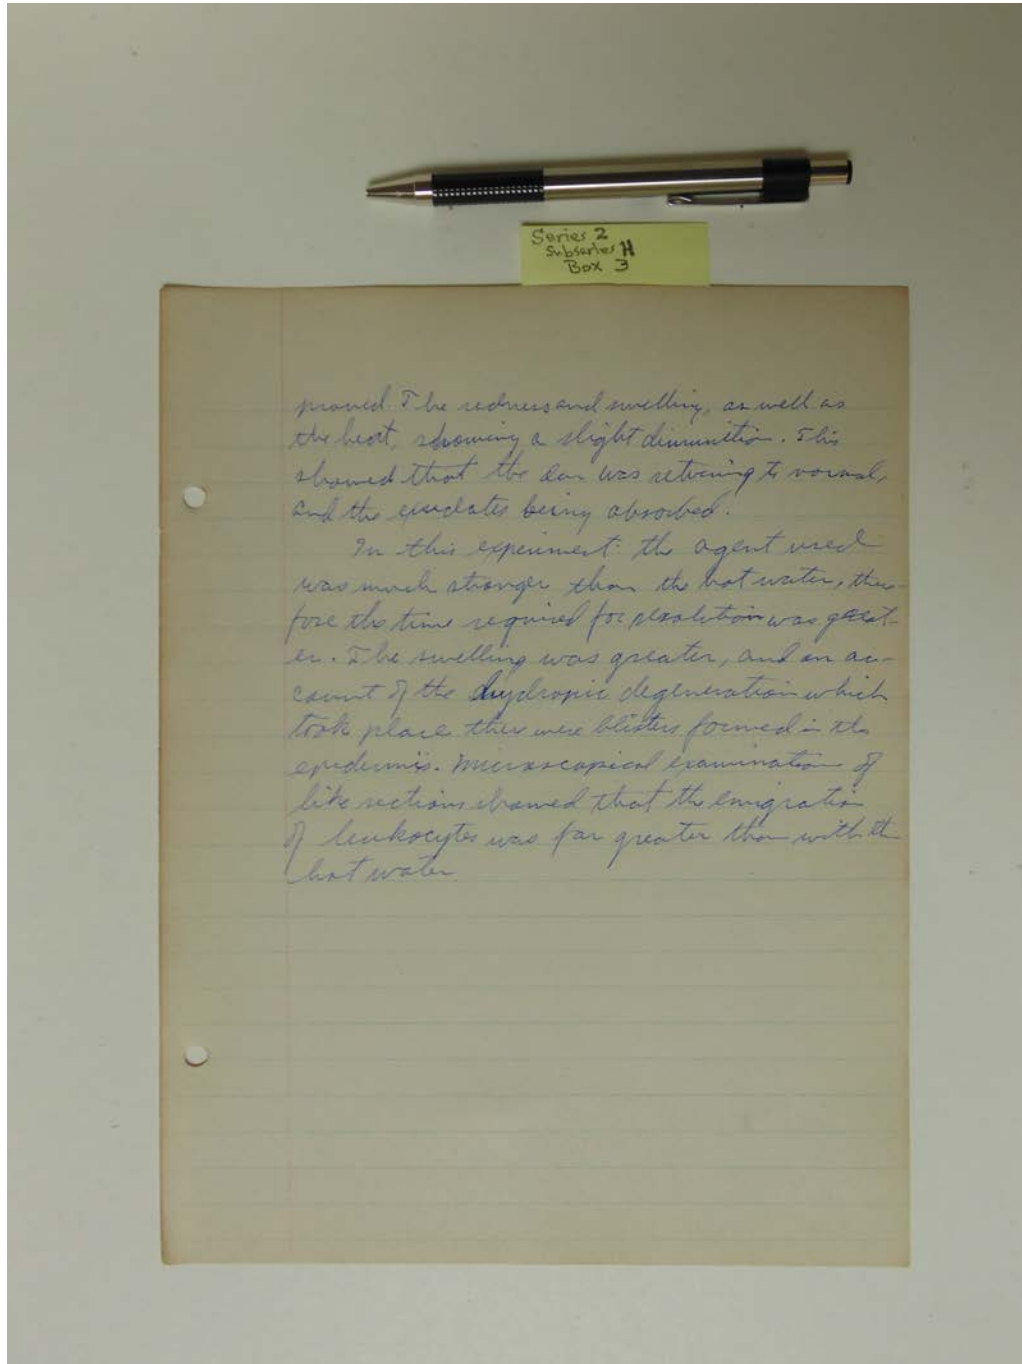 Series 2
Subseries H
Box 3
proved. The redness and swelling, as well as
the heat, showing a slight dimunition. This
showed that the ear was returing to normal,
and the exudates being absorbed.
In this experiment the agent used
was much stronger than the hot water, there-
fore the time required for resolution was great-
er. The swelling was greater, and on ac-
count of the hydropic degeneration which
took place there were blisters formed in the
epidermis. Microscopical examination of
like sections showed that the emigration
of leukocytes was far greater than with the
hot water